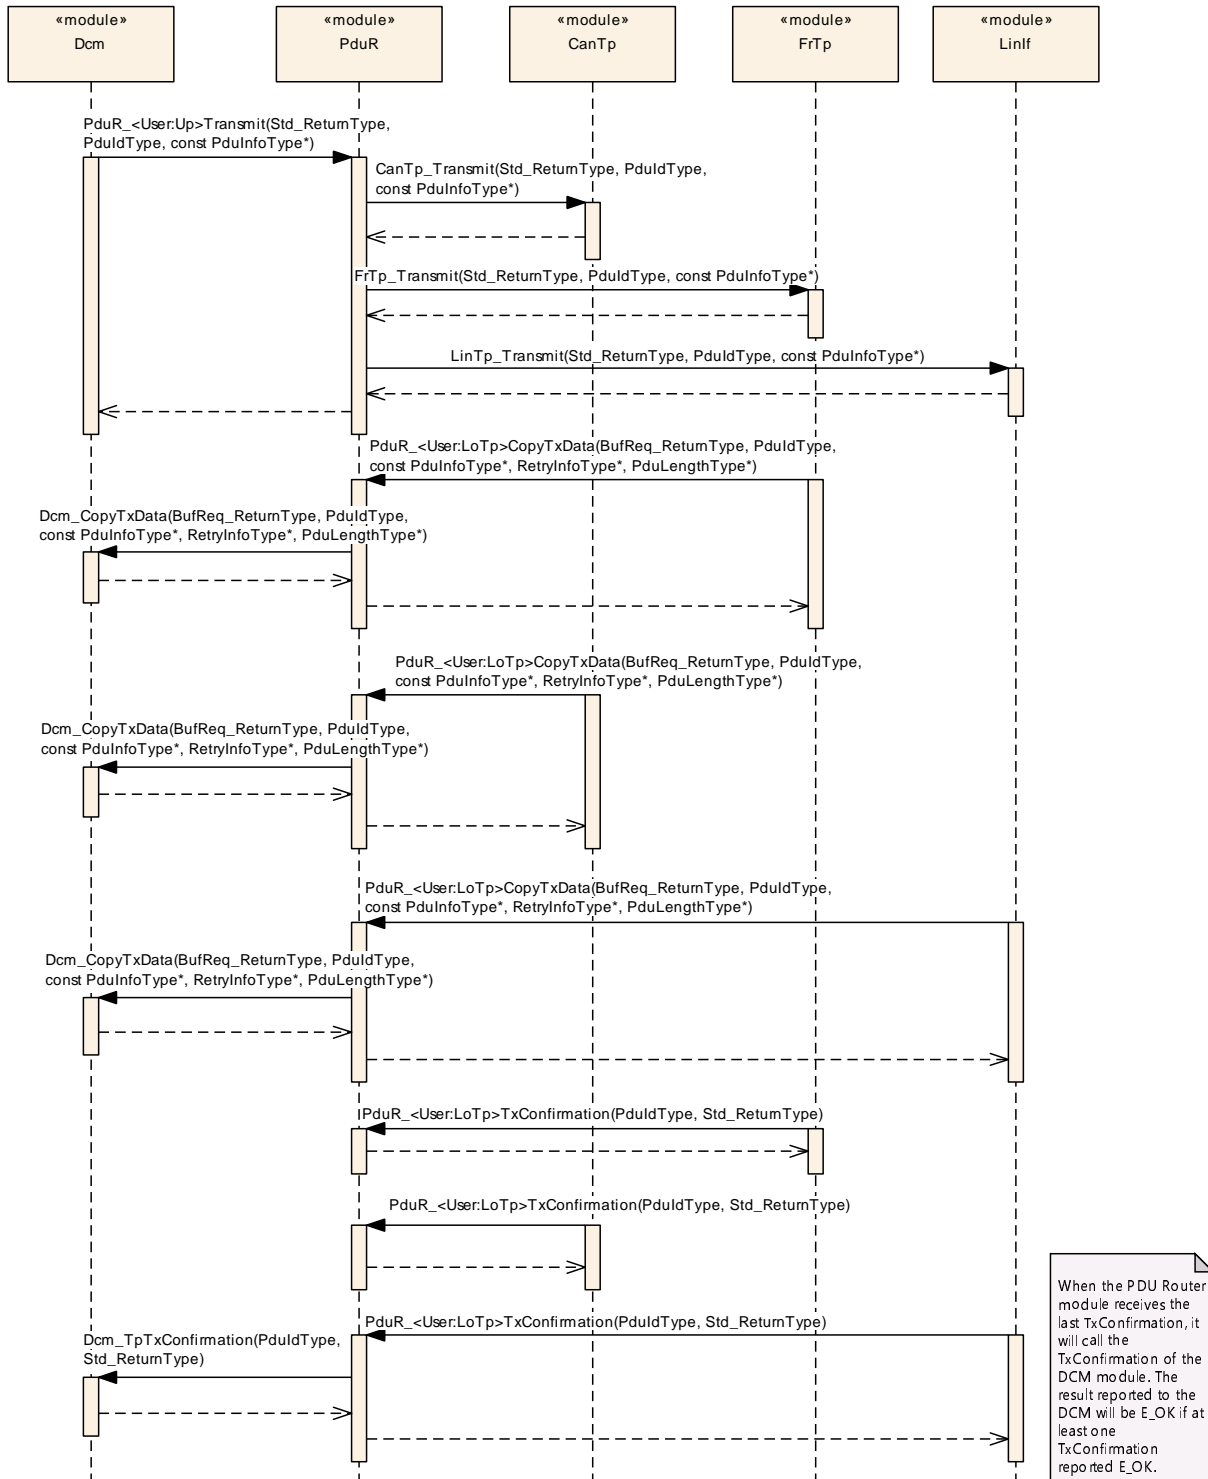 «module»
Dcm
«module»
PduR
«module»
CanTp
«module»
FrTp
«module»
LinIf
PduR_<User:Up>Transmit(Std_ReturnType,
PduIdType, const PduInfoType*)
CanTp_Transmit(Std_ReturnType, PduIdType,
const PduInfoType*)
FrTp_Transmit(Std_ReturnType, PduIdType, const PduInfoType*)
LinTp_Transmit(Std_ReturnType, PduIdType, const PduInfoType*)
PduR_<User:LoTp>CopyTxData(BufReq_ReturnType, PduIdType,
const PduInfoType*, RetryInfoType*, PduLengthType*)
Dcm_CopyTxData(BufReq_ReturnType, PduIdType,
const PduInfoType*, RetryInfoType*, PduLengthType*)
PduR_<User:LoTp>CopyTxData(BufReq_ReturnType, PduIdType,
const PduInfoType*, RetryInfoType*, PduLengthType*)
Dcm_CopyTxData(BufReq_ReturnType, PduIdType,
const PduInfoType*, RetryInfoType*, PduLengthType*)
PduR_<User:LoTp>CopyTxData(BufReq_ReturnType, PduIdType,
const PduInfoType*, RetryInfoType*, PduLengthType*)
Dcm_CopyTxData(BufReq_ReturnType, PduIdType,
const PduInfoType*, RetryInfoType*, PduLengthType*)
PduR_<User:LoTp>TxConfirmation(PduIdType, Std_ReturnType)
PduR_<User:LoTp>TxConfirmation(PduIdType, Std_ReturnType)
PduR_<User:LoTp>TxConfirmation(PduIdType, Std_ReturnType)
Dcm_TpTxConfirmation(PduIdType,
Std_ReturnType)
When the PDU Router
module receives the
last TxConfirmation, it
will call the
TxConfirmation of the
DCM module. The
result reported to the
DCM will be E_OK if at
least one
TxConfirmation
reported E_OK.